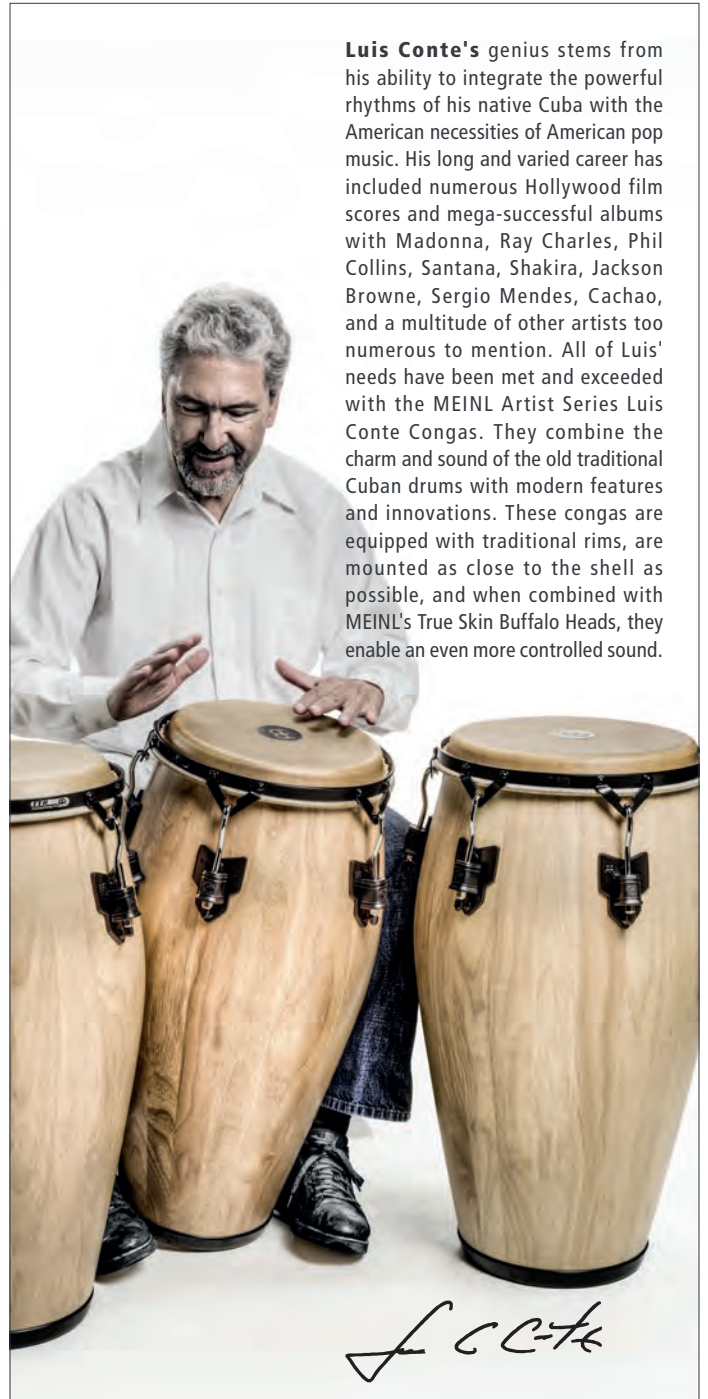 Luis Conte's genius stems from
his ability to integrate the powerful
rhythms of his native Cuba with the
American necessities of American pop
music. His long and varied career has
included numerous Hollywood film
scores and mega-successful albums
with Madonna, Ray Charles, Phil
Collins, Santana, Shakira, Jackson
Browne, Sergio Mendes, Cachao,
and a multitude of other artists too
numerous to mention. All of Luis'
needs have been met and exceeded
with the MEINL Artist Series Luis
Conte Congas. They combine the
charm and sound of the old traditional
Cuban drums with modern features
and innovations. These congas are
equipped with traditional rims, are
mounted as close to the shell as
possible, and when combined with
MEINL's True Skin Buffalo Heads, they
enable an even more controlled sound.